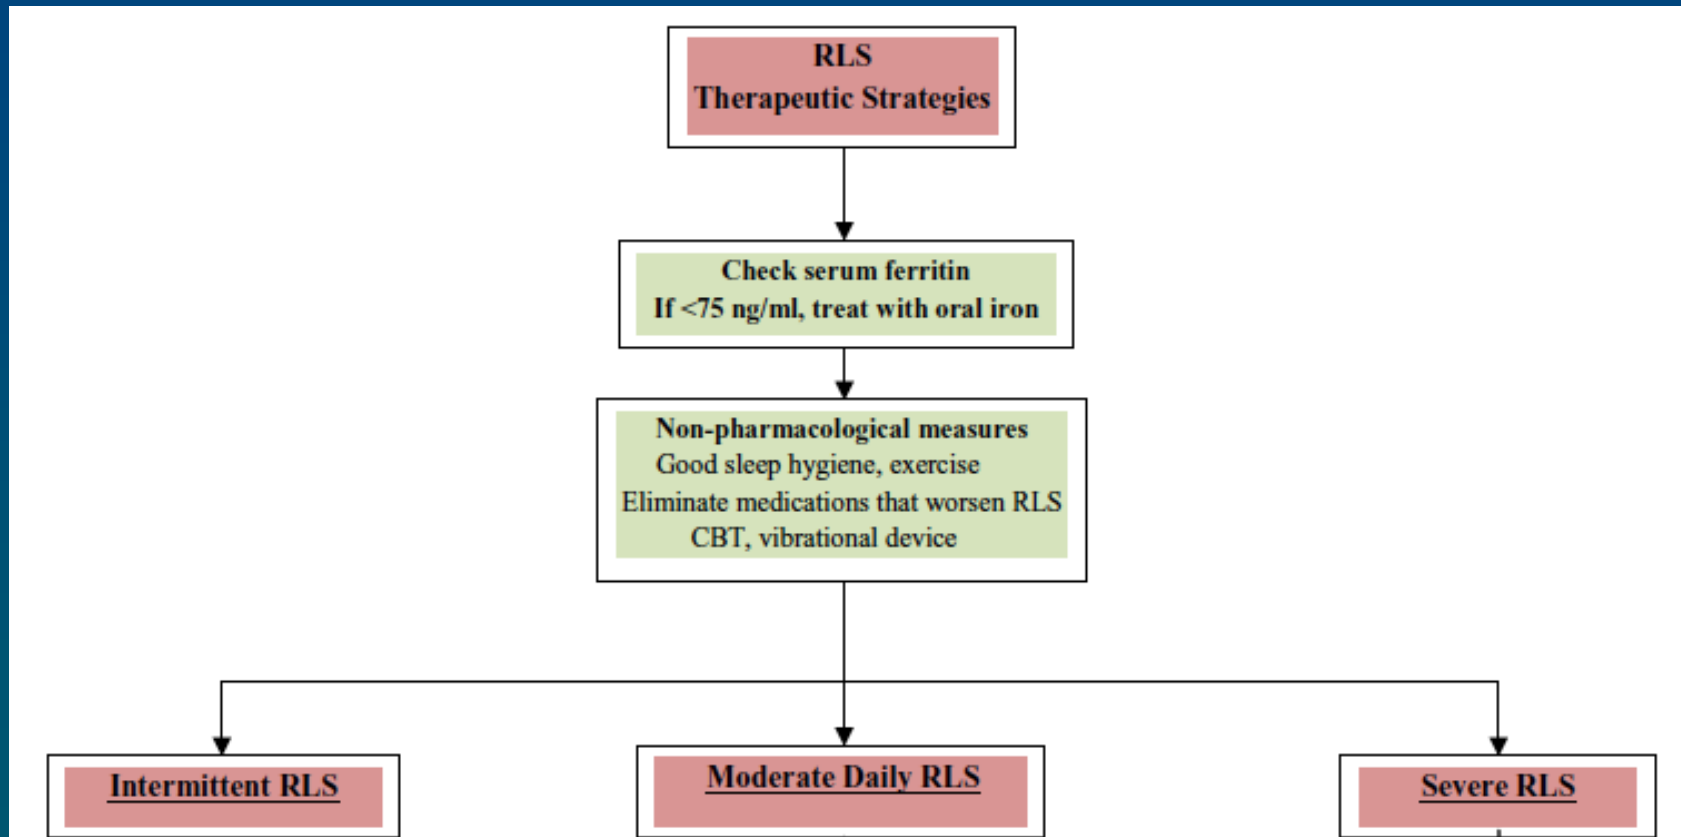 RLS
Therapeutic Strategies
Check serum ferritin
If <75 ng/ml, treat with oral iron
Non-pharmacological measures
Good sleep hygiene, exercise
Eliminate medications that worsen RLS
CBT, vibrational device
Intermittent RLS
Moderate Daily RLS
Severe RLS